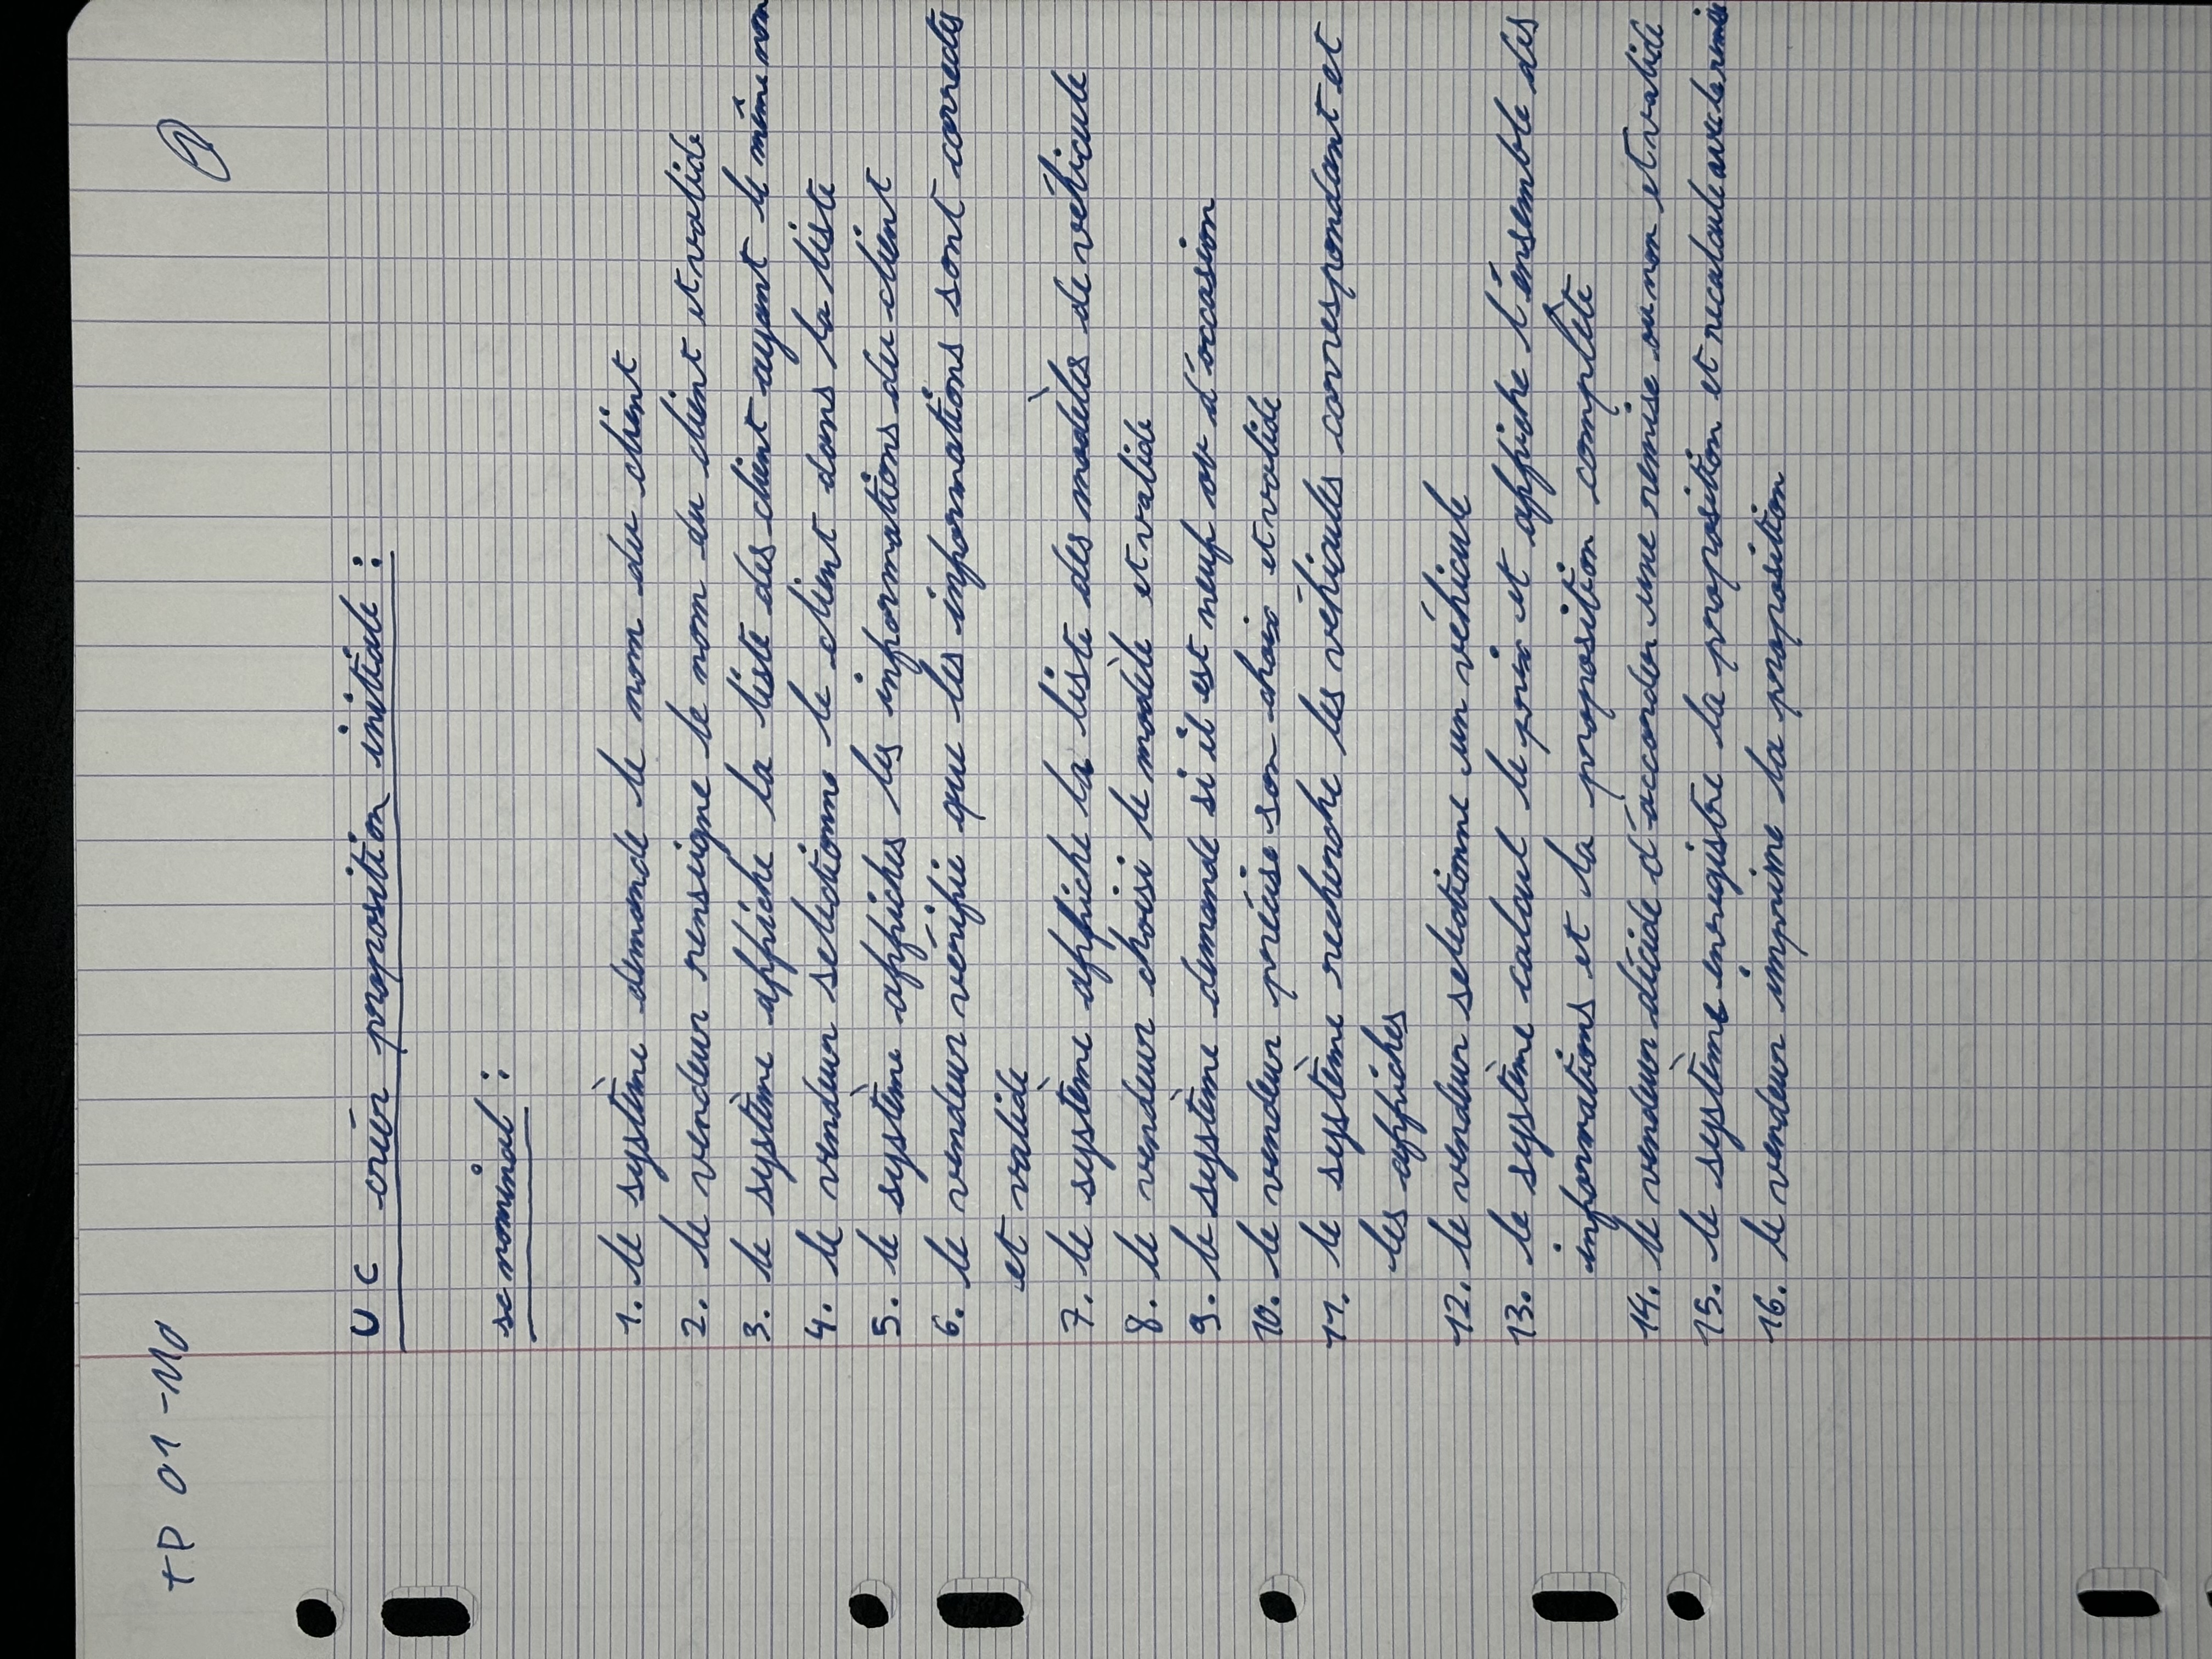 TP 01-M0
1
UC créer proposition initiale :
sc nominal :
1. le système demande le nom du client
2. le vendeur renseigne le nom du client et valide
3. le système affiche la liste des client ayant le même nom
4. le vendeur selectionne le client dans la liste
5. le système affiches les informations du client
6. le vendeur vérifie que les informations sont correctes
et valide
7. le système affiche la liste des modèles de véhicule
8. le vendeur choisi le modèle et valide
9. le système demande si il est neuf ou d'occasion
10. le vendeur précise son choix et valide
11. le système recherche les véhicules correspondant et
les affiches
12. le vendeur selectionne un véhicule
13. le système calcul le prix et affiche l'ensemble des
informations et la proposition complête
14. le vendeur décide d'accorder une remise ou non et valide
15. le système enregistre la proposition et recalcule avec la remise
16. le vendeur imprime la proposition